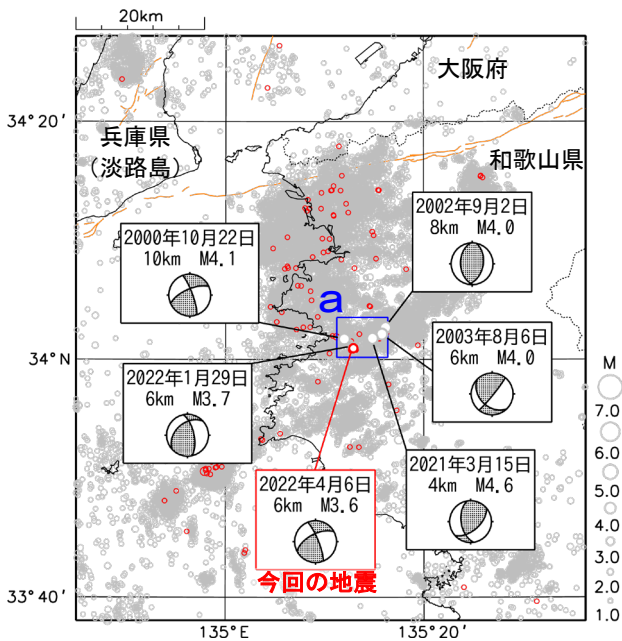 20km
大阪府
34°20′
兵庫県
(淡路島)
和歌山県
2002年9月2日
8km M4.0
2000年10月22日
10km M4.1
a
2003年8月6日
6km M4.0
34°N
2022年1月29日
6km M3.7
M
7.0
6.0
5.0
4.0
3.0
2.0
1.0
2021年3月15日
4km M4.6
2022年4月6日
6km M3.6
今回の地震
33°40′
135°E
135°20′